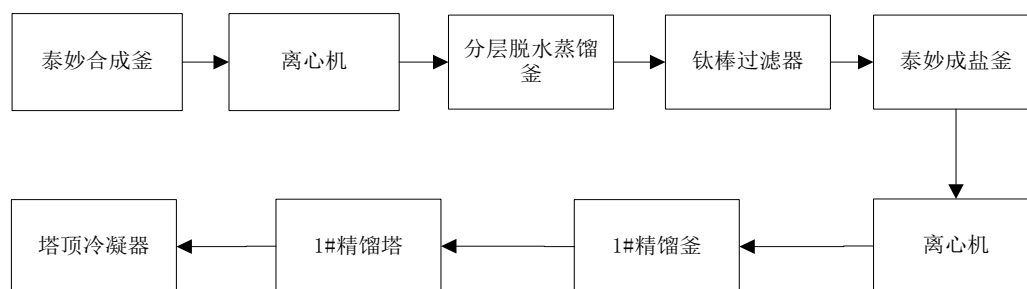 泰妙合成釜
离心机
分层脱水蒸馏
釜
钛棒过滤器
泰妙成盐釜
塔顶冷凝器
1#精馏塔
1#精馏釜
离心机